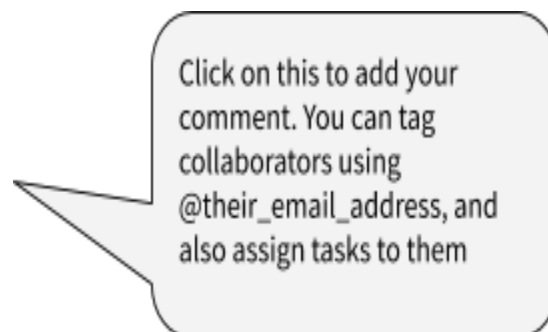 Click on this to add your
comment. You can tag
collaborators using
@their_email_address, and
also assign tasks to them